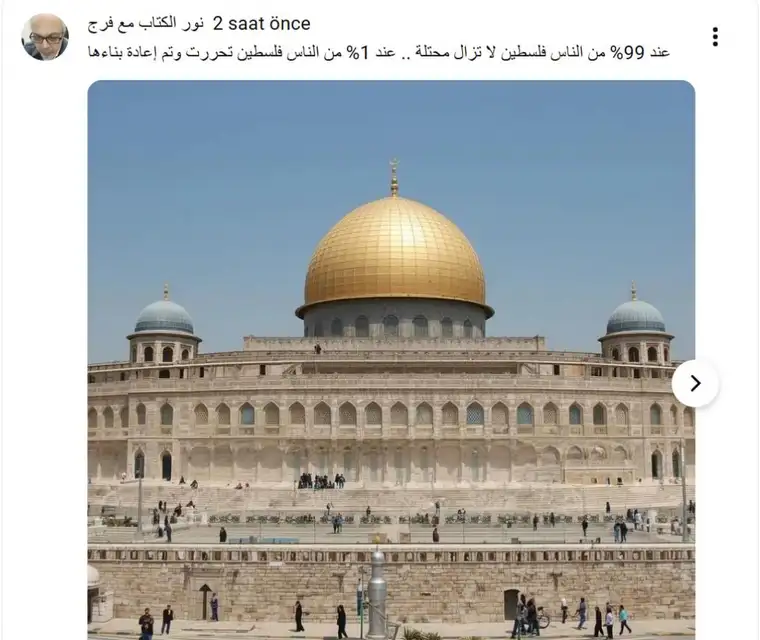 نور الكتاب مع فرج 2 saat önce
عند 99% من الناس فلسطين لا تزال محتلة .. عند 1% من الناس فلسطين تحررت وتم إعادة بناءها